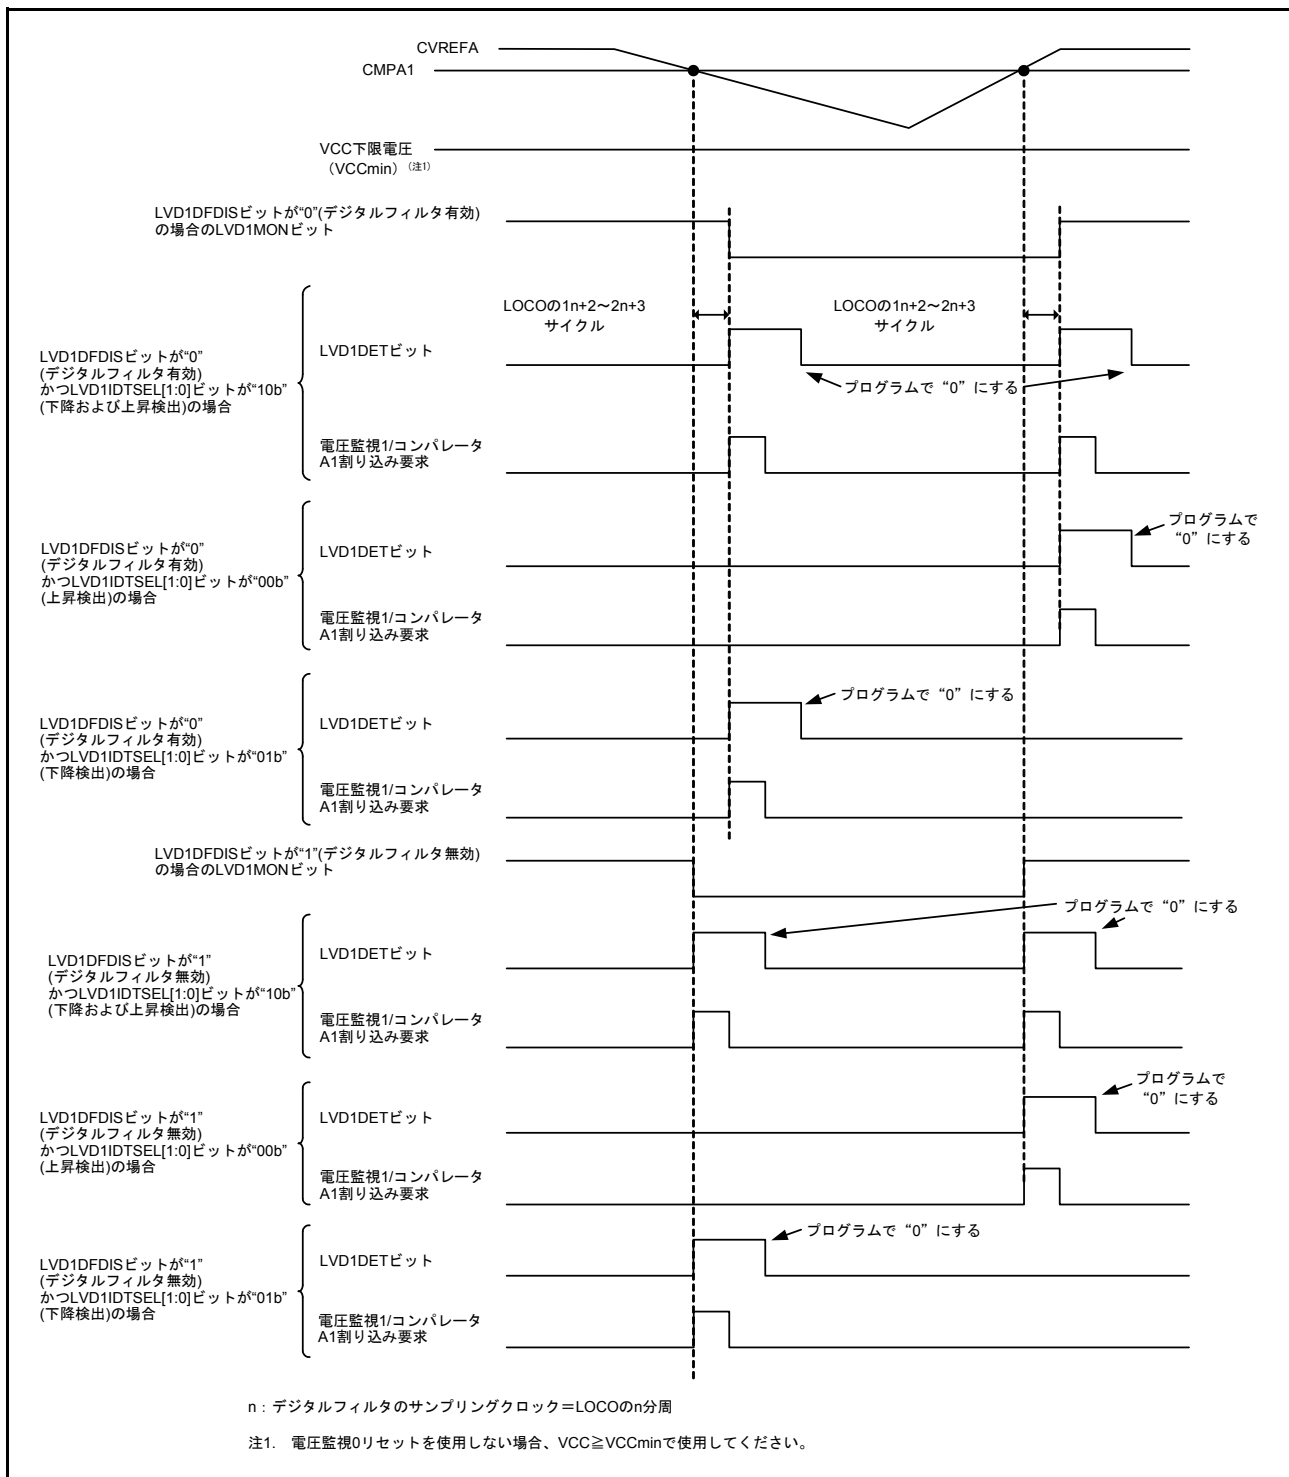 CVREFA
CMPA1
VCC下限電圧
（VCCmin）(注1)
LVD1DFDISビットが“0”(デジタルフィルタ有効)
の場合のLVD1MONビット
LOCOの1n+2～2n+3
サイクル
LOCOの1n+2～2n+3
サイクル
LVD1DFDISビットが“0”
(デジタルフィルタ有効)
かつLVD1IDTSEL[1:0]ビットが“10b”
(下降および上昇検出)の場合
LVD1DETビット
プログラムで“0”にする
電圧監視1/コンパレータ
A1割り込み要求
LVD1DFDISビットが“0”
(デジタルフィルタ有効)
かつLVD1IDTSEL[1:0]ビットが“00b”
(上昇検出)の場合
LVD1DETビット
プログラムで
“0”にする
電圧監視1/コンパレータ
A1割り込み要求
LVD1DFDISビットが“0”
(デジタルフィルタ有効)
かつLVD1IDTSEL[1:0]ビットが“01b”
(下降検出)の場合
LVD1DETビット
プログラムで“0”にする
電圧監視1/コンパレータ
A1割り込み要求
LVD1DFDISビットが“1”(デジタルフィルタ無効)
の場合のLVD1MONビット
プログラムで“0”にする
LVD1DFDISビットが“1”
(デジタルフィルタ無効)
かつLVD1IDTSEL[1:0]ビットが“10b”
(下降および上昇検出)の場合
LVD1DETビット
電圧監視1/コンパレータ
A1割り込み要求
プログラムで
“0”にする
LVD1DFDISビットが“1”
(デジタルフィルタ無効)
かつLVD1IDTSEL[1:0]ビットが“00b”
(上昇検出)の場合
LVD1DETビット
電圧監視1/コンパレータ
A1割り込み要求
プログラムで“0”にする
LVD1DFDISビットが“1”
(デジタルフィルタ無効)
かつLVD1IDTSEL[1:0]ビットが“01b”
(下降検出)の場合
LVD1DETビット
電圧監視1/コンパレータ
A1割り込み要求
n：デジタルフィルタのサンプリングクロック＝LOCOのn分周
注1. 電圧監視0リセットを使用しない場合、VCC≧VCCminで使用してください。